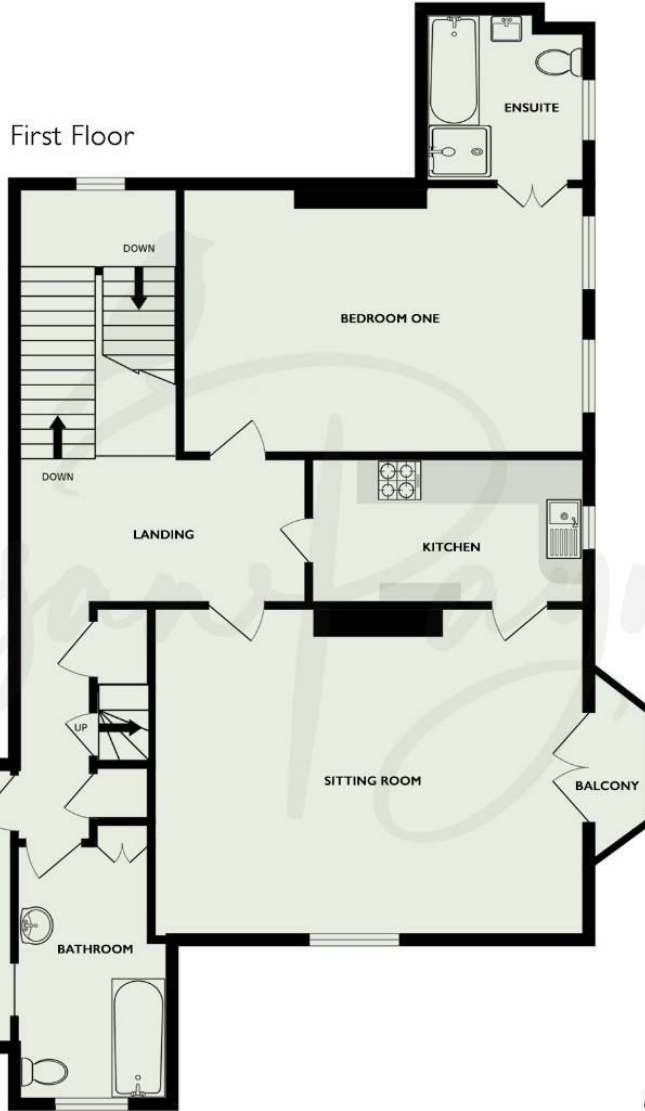 First Floor
ENSUITE
DOWN
BEDROOM ONE
DOWN
LANDING
KITCHEN
UP
SITTING ROOM
BALCONY
BATHROOM